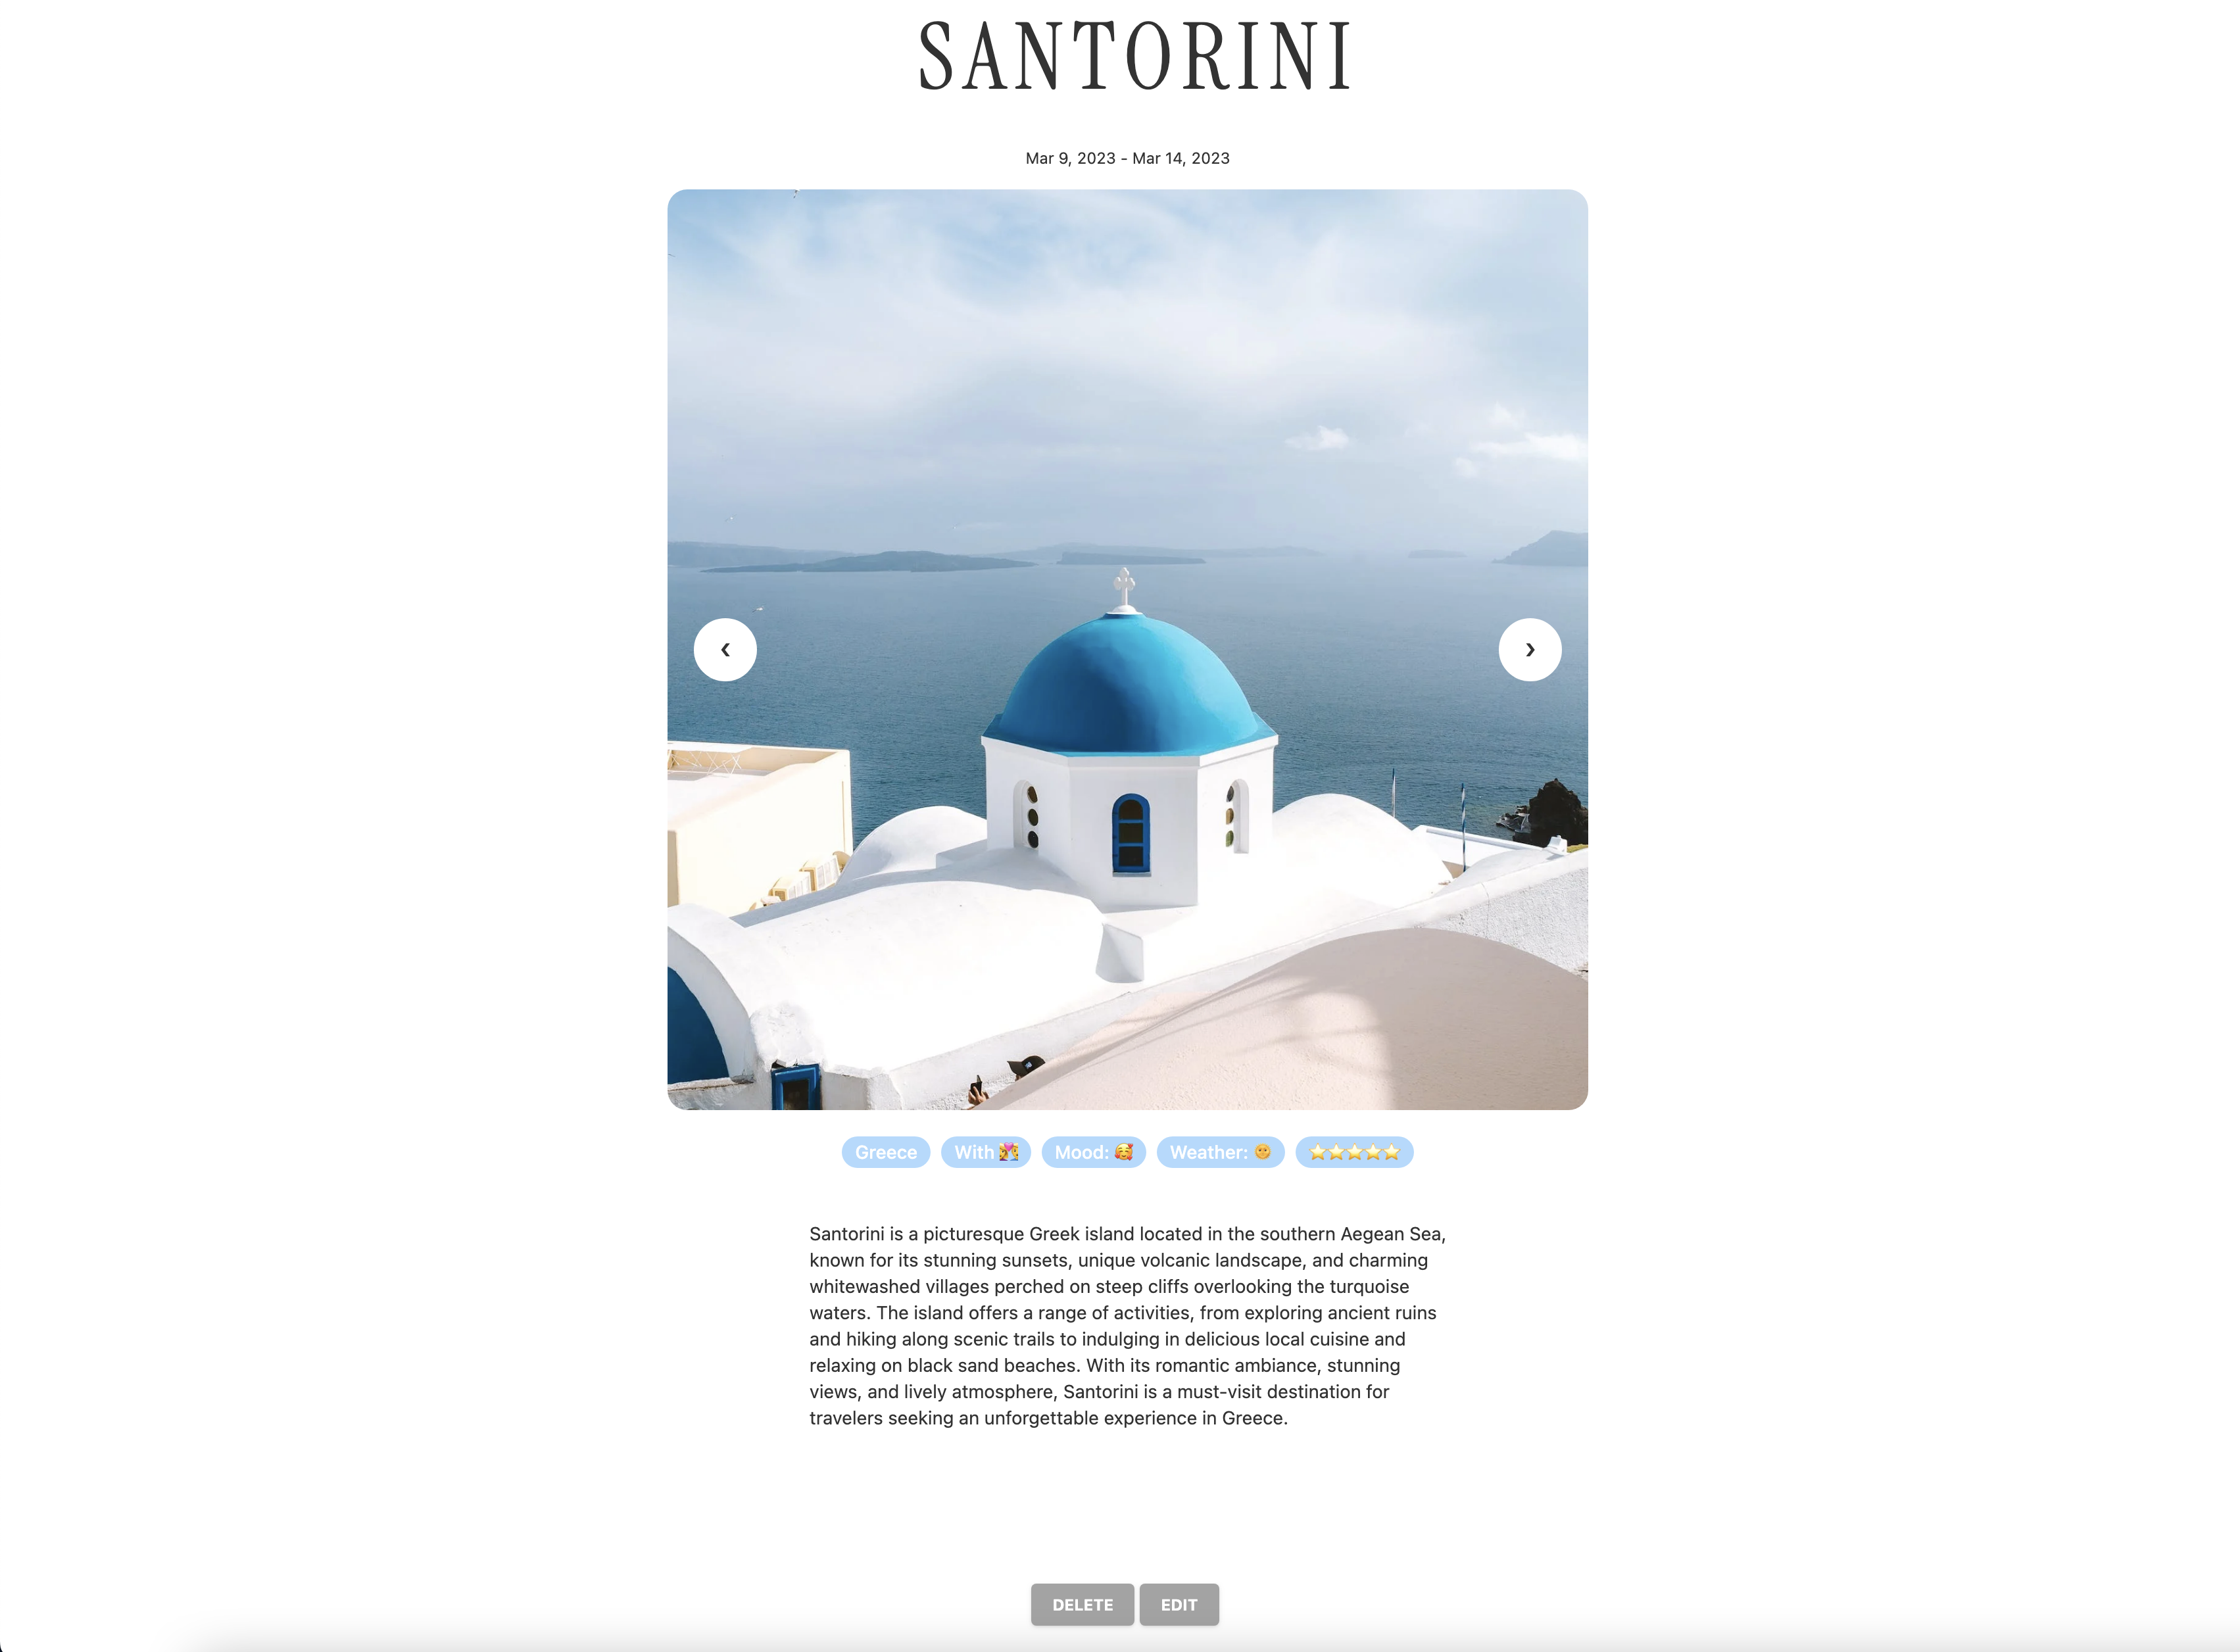 SANTORINI
Mar 9, 2023 - Mar 14, 2023
‹ ›
Greece With 💏 Mood: 🥰 Weather: 🌞 ⭐⭐⭐⭐⭐
Santorini is a picturesque Greek island located in the southern Aegean Sea,
known for its stunning sunsets, unique volcanic landscape, and charming
whitewashed villages perched on steep cliffs overlooking the turquoise
waters. The island offers a range of activities, from exploring ancient ruins
and hiking along scenic trails to indulging in delicious local cuisine and
relaxing on black sand beaches. With its romantic ambiance, stunning
views, and lively atmosphere, Santorini is a must-visit destination for
travelers seeking an unforgettable experience in Greece.
DELETE EDIT